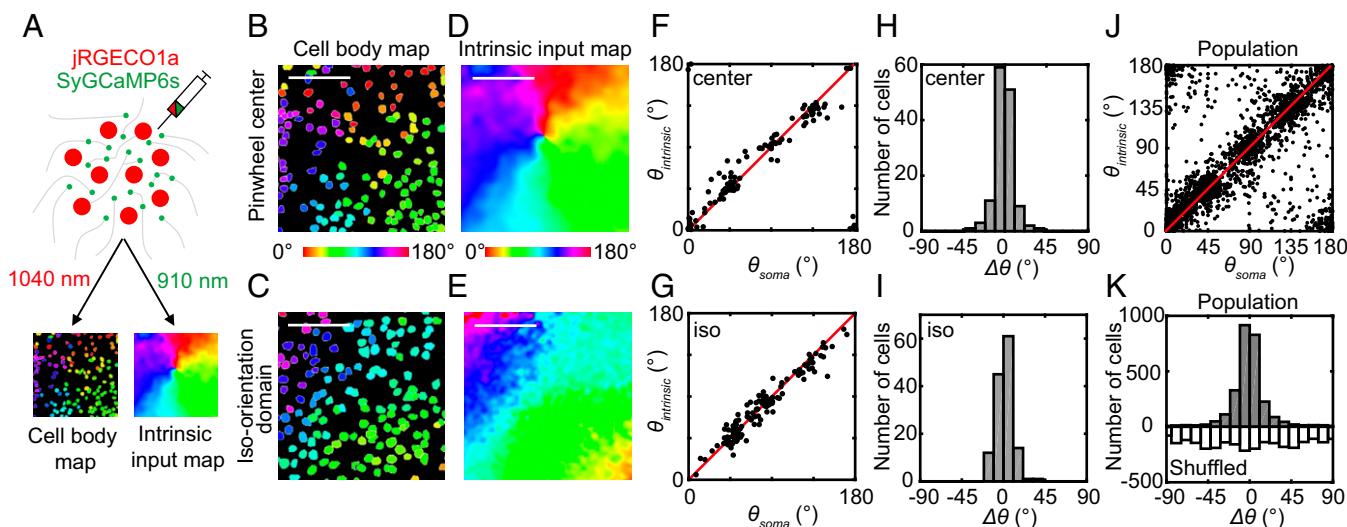 A
jRGECO1a
SyGCaMP6s
1040 nm
910 nm
Cell body
map
Intrinsic
input map
B
Cell body map
Pinwheel center
0°
180°
C
Iso-orientation
domain
D
Intrinsic input map
0°
180°
E
F
center
180
0
0
180
θintrinsic (°)
G
iso
180
0
0
180
θintrinsic (°)
θsoma (°)
H
center
Number of cells
60
40
20
0
-90
-45
0
45
90
Δθ (°)
I
iso
Number of cells
60
40
20
0
-90
-45
0
45
90
Δθ (°)
J
Population
θintrinsic (°)
180
135
90
45
0
0
45
90
135
180
θsoma (°)
K
Population
Number of cells
1000
500
0
-500
Shuffled
-90
-45
0
45
90
Δθ (°)